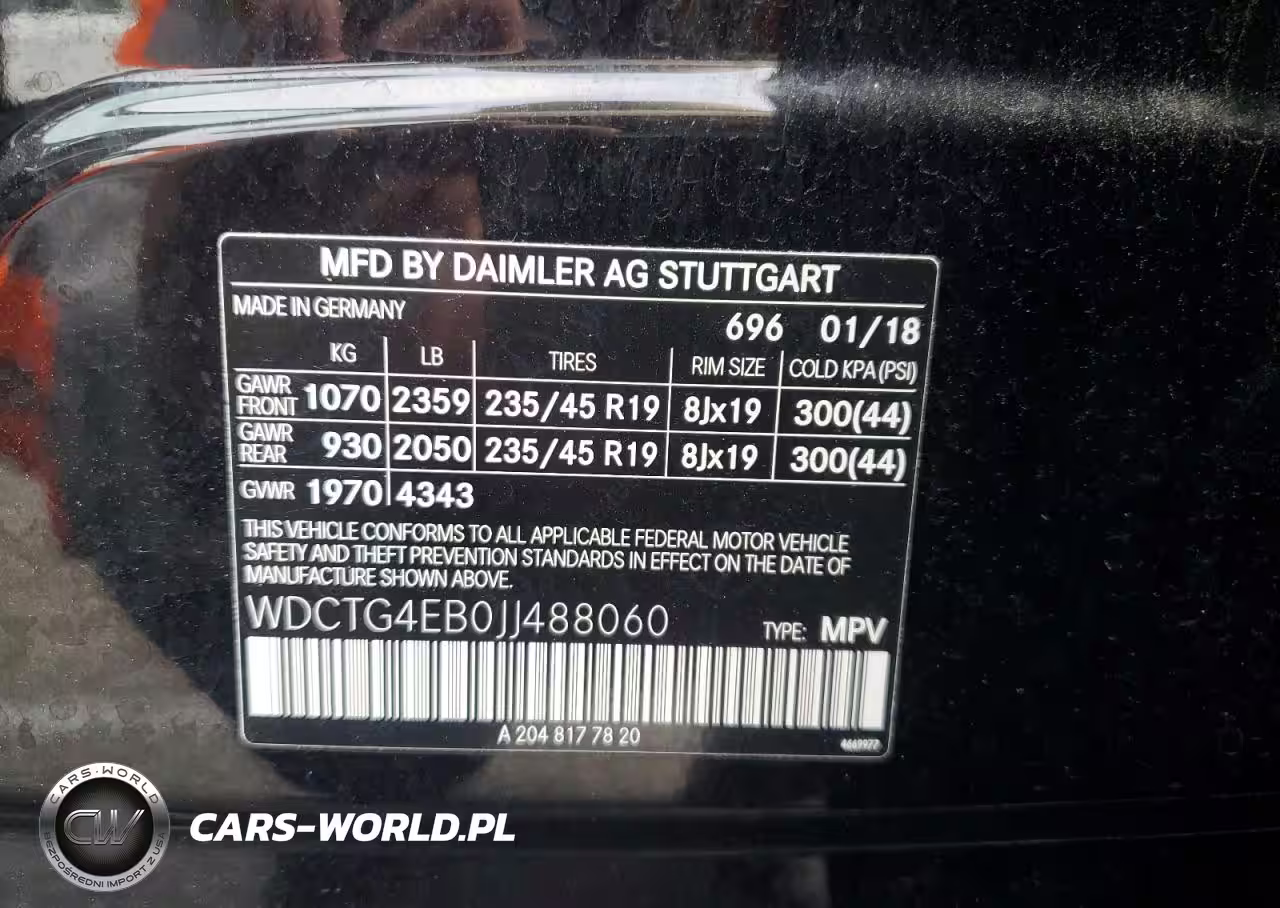 MFD BY DAIMLER AG STUTTGART
MADE IN GERMANY
696 01/18
KG LB TIRES RIM SIZE COLD KPA (PSI)
GAWR FRONT 1070 2359 235/45 R19 8Jx19 300(44)
GAWR REAR 930 2050 235/45 R19 8Jx19 300(44)
GVWR 1970 4343
THIS VEHICLE CONFORMS TO ALL APPLICABLE FEDERAL MOTOR VEHICLE
SAFETY AND THEFT PREVENTION STANDARDS IN EFFECT ON THE DATE OF
MANUFACTURE SHOWN ABOVE.
WDCTG4EB0JJ488060
TYPE: MPV
A 204 817 78 20
4669977
CARS-WORLD
CW
BEZPOŚREDNI IMPORT Z USA
CARS-WORLD.PL